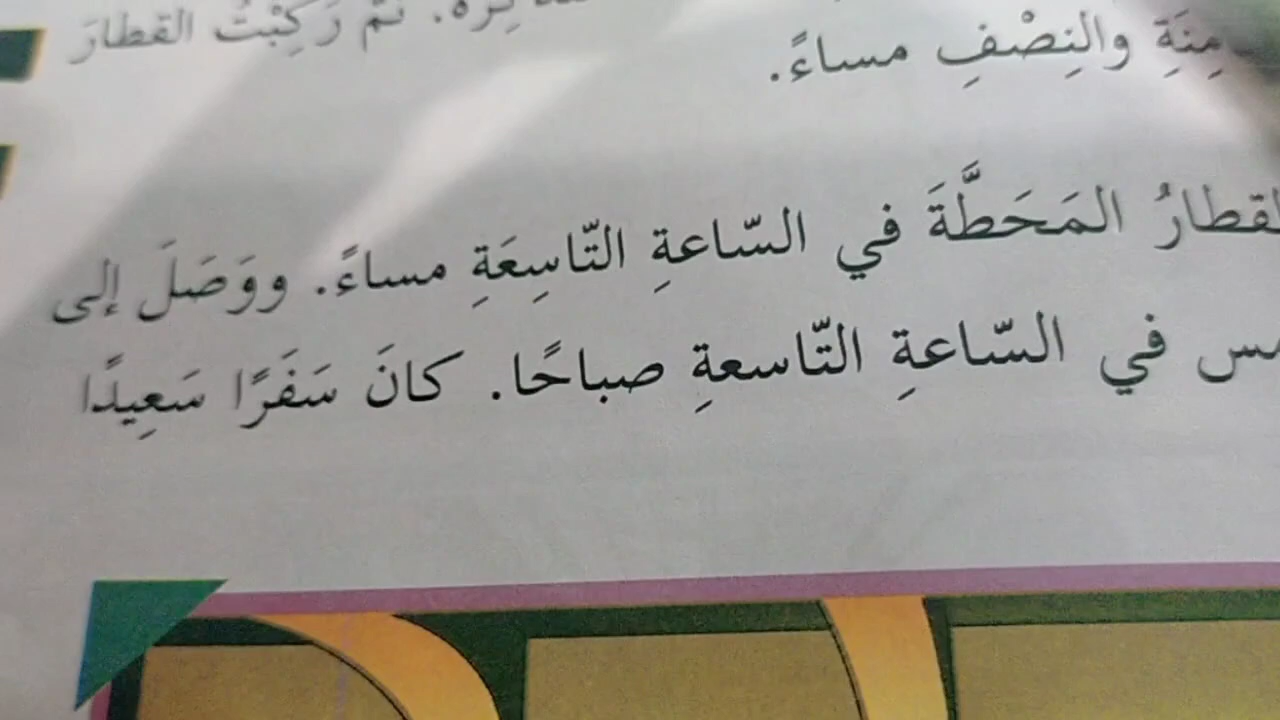 ثُمَّ رَكِبْتُ القطارَ
والنِصْفِ مساءً.
القطارُ المَحَطَّةَ في السّاعةِ التّاسِعَةِ مساءً. ووَصَلَ إلى
في السّاعةِ التّاسعةِ صباحًا. كانَ سَفَرًا سَعِيدًا